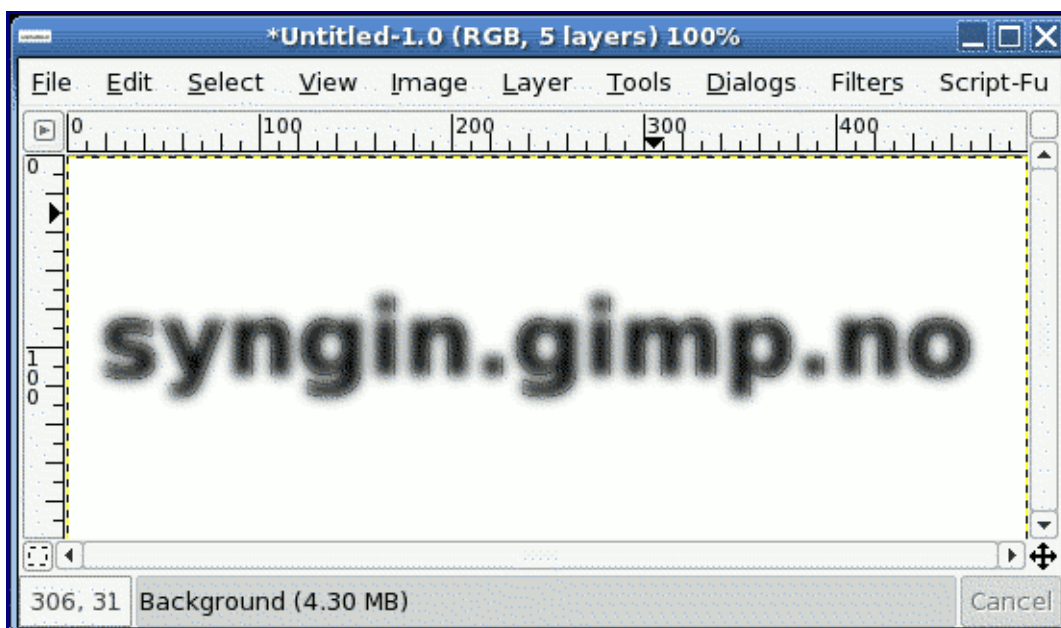 *Untitled-1.0 (RGB, 5 layers) 100%
File Edit Select View Image Layer Tools Dialogs Filters Script-Fu
0 100 200 300 400
0
100
syngin.gimp.no
306, 31 Background (4.30 MB) Cancel